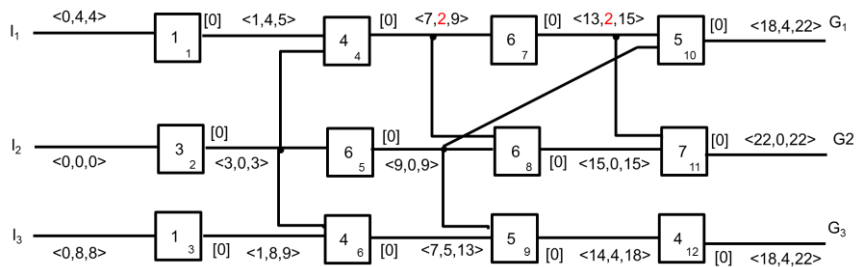 <0,4,4> [0] <1,4,5> [0] <7,2,9> [0] <13,2,15> [0] <18,4,22> G1
I1 1 1 4 4 6 7 5 10
I2 3 2 [0] 6 5 [0] 6 8 7 11 [0] <22,0,22> G2
<0,0,0> <3,0,3> <9,0,9> [0] <15,0,15>
I3 1 3 4 6 5 9 4 12 G3
<0,8,8> [0] <1,8,9> [0] <7,5,13> [0] <14,4,18> [0] <18,4,22>